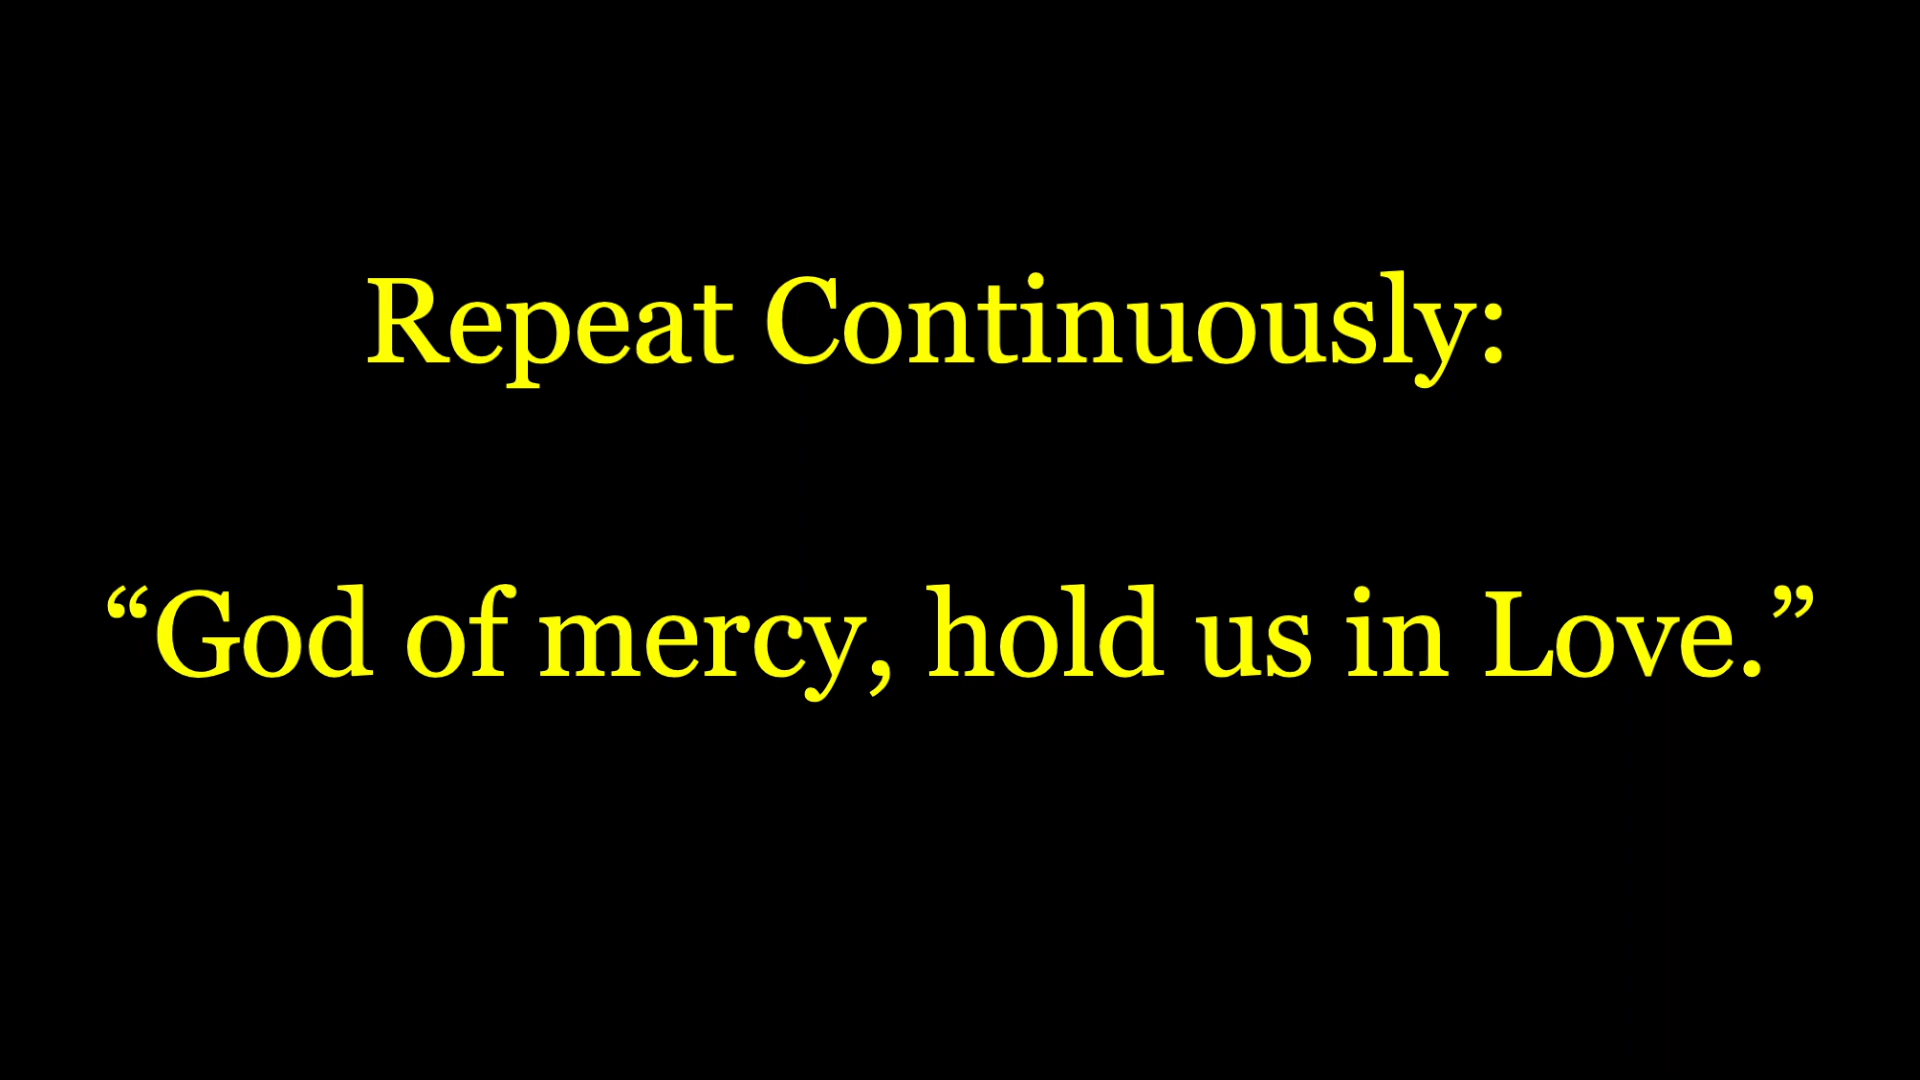 Repeat Continuously:
“God of mercy, hold us in Love.”